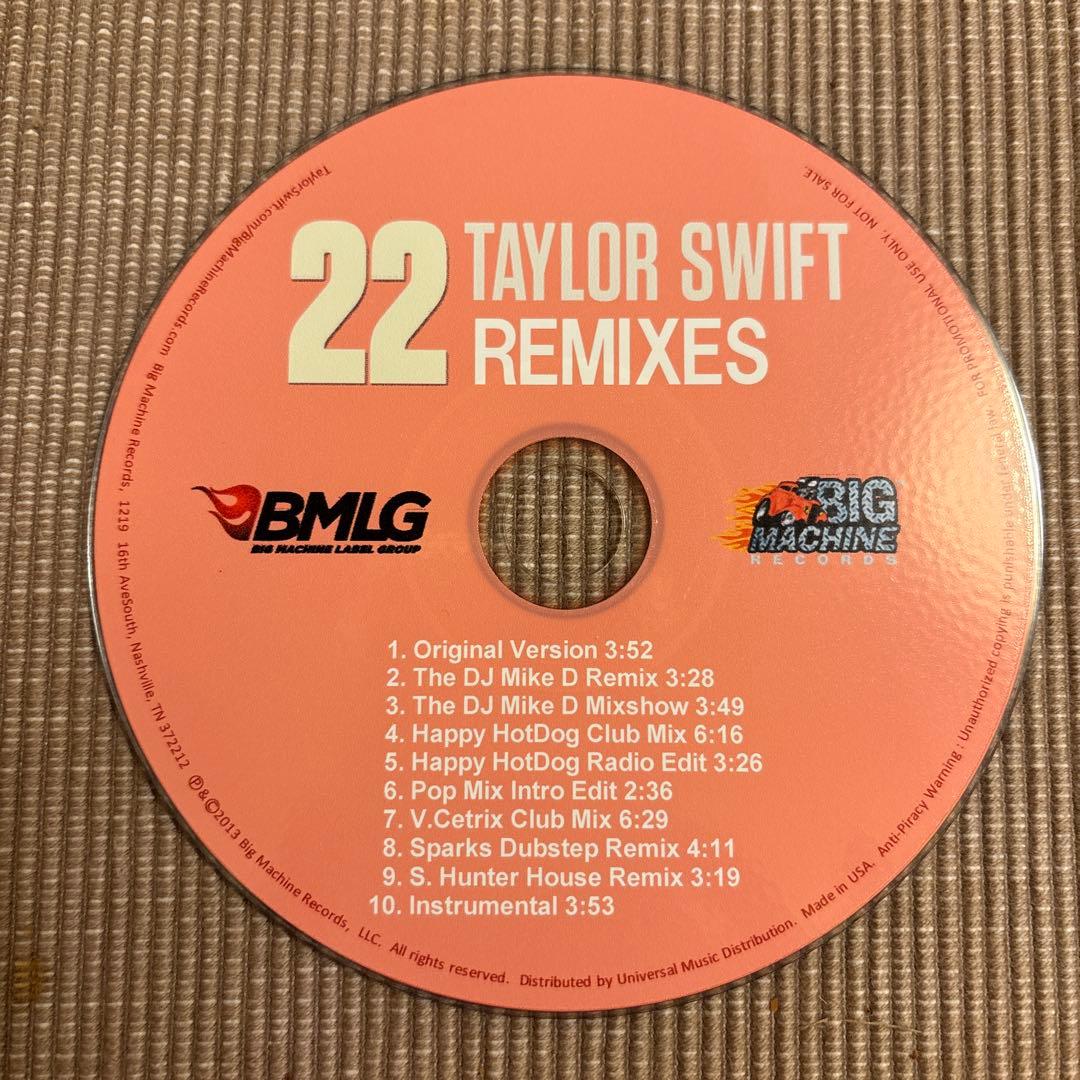 22 TAYLOR SWIFT
REMIXES
BMLG
BIG MACHINE LABEL GROUP
BIG
MACHINE
RECORDS
1. Original Version 3:52
2. The DJ Mike D Remix 3:28
3. The DJ Mike D Mixshow 3:49
4. Happy HotDog Club Mix 6:16
5. Happy HotDog Radio Edit 3:26
6. Pop Mix Intro Edit 2:36
7. V.Cetrix Club Mix 6:29
8. Sparks Dubstep Remix 4:11
9. S. Hunter House Remix 3:19
10. Instrumental 3:53
TaylorSwift.com/BigMachineRecords.com Big Machine Records, 1219 16th AveSouth, Nashville, TN 372212 ℗&©2013 Big Machine Records, LLC. All rights reserved. Distributed by Universal Music Distribution. Made in USA. Anti-Piracy Warning : Unauthorized copying is punishable under federal law. FOR PROMOTIONAL USE ONLY. NOT FOR SALE.